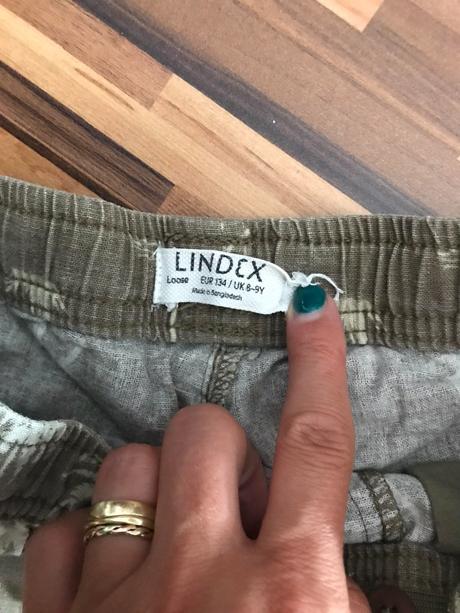 LINDEX
Loose EUR 134 / UK 8-9Y
Made in Bangladesh